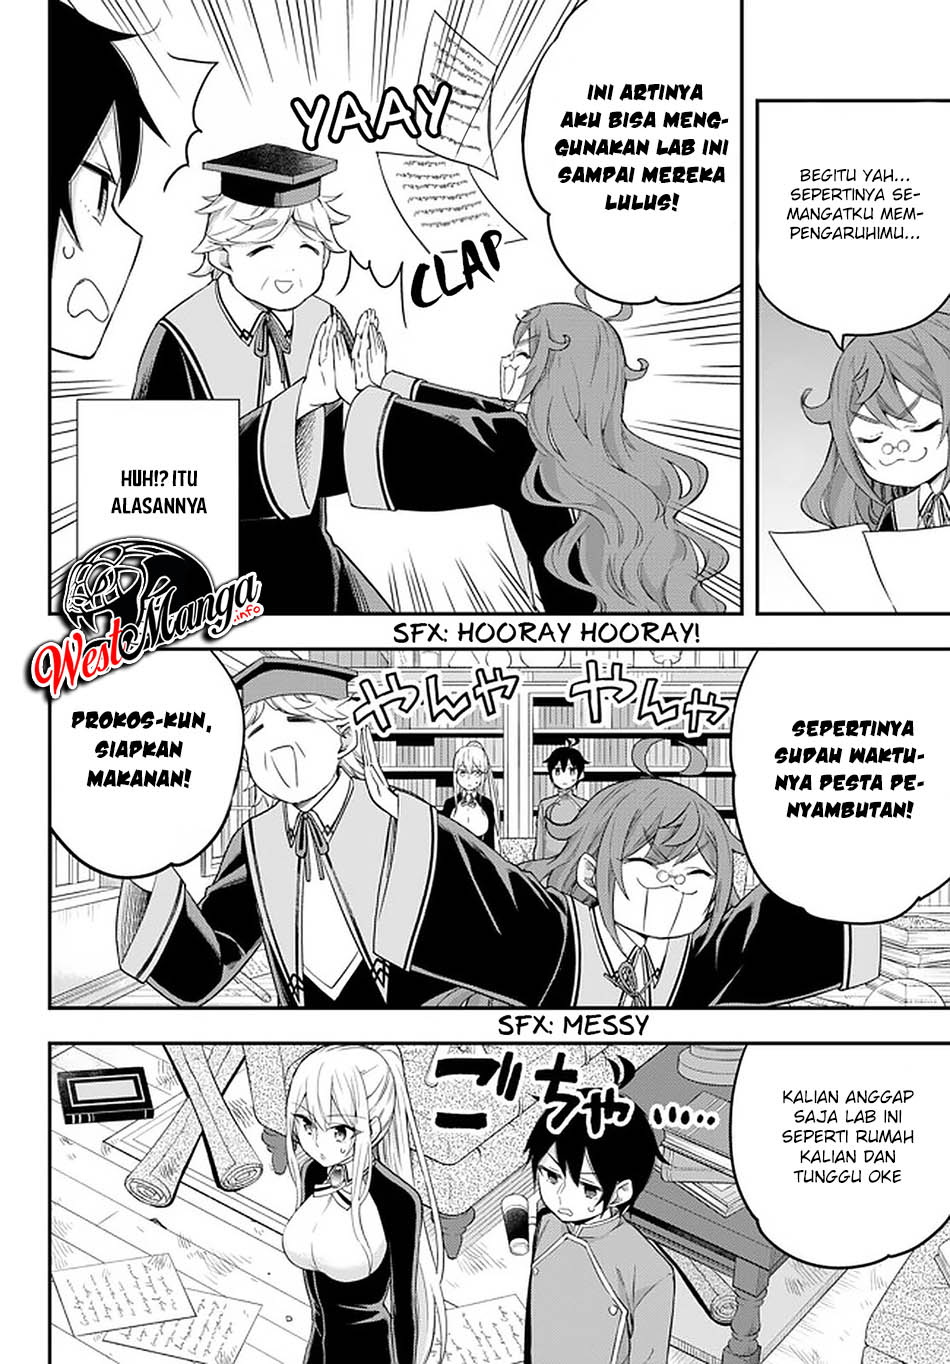 BEGITU YAH...
SEPERTINYA SE-
MANGATKU MEM-
PENGARUHIMU...
INI ARTINYA
AKU BISA MENG-
GUNAKAN LAB INI
SAMPAI MEREKA
LULUS!
YAAY
CLAP
HUH!? ITU
ALASANNYA
WestManga
.info
SFX: HOORAY HOORAY!
SEPERTINYA
SUDAH WAKTU-
NYA PESTA PE-
NYAMBUTAN!
やんや
やんや
PROKOS-KUN,
SIAPKAN
MAKANAN!
SFX: MESSY
KALIAN ANGGAP
SAJA LAB INI
SEPERTI RUMAH
KALIAN DAN
TUNGGU OKE
ごちゃ.....